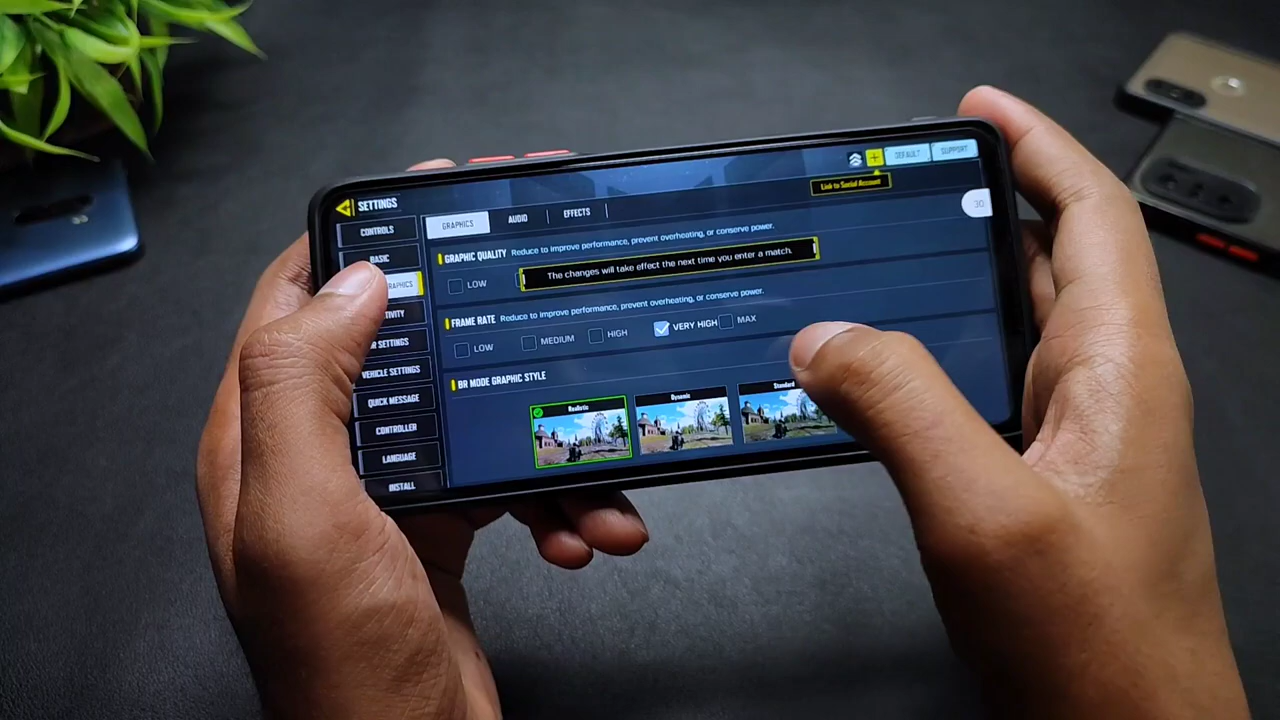 SETTINGS
DEFAULT
SUPPORT
Link to Social Account
30
CONTROLS
BASIC
GRAPHICS
AUDIO
EFFECTS
GRAPHIC QUALITY Reduce to improve performance, prevent overheating, or conserve power.
LOW
The changes will take effect the next time you enter a match.
FRAME RATE Reduce to improve performance, prevent overheating, or conserve power.
LOW
MEDIUM
HIGH
VERY HIGH
MAX
BR MODE GRAPHIC STYLE
Realistic
Dynamic
Standard
VEHICLE SETTINGS
QUICK MESSAGE
CONTROLLER
LANGUAGE
INSTALL